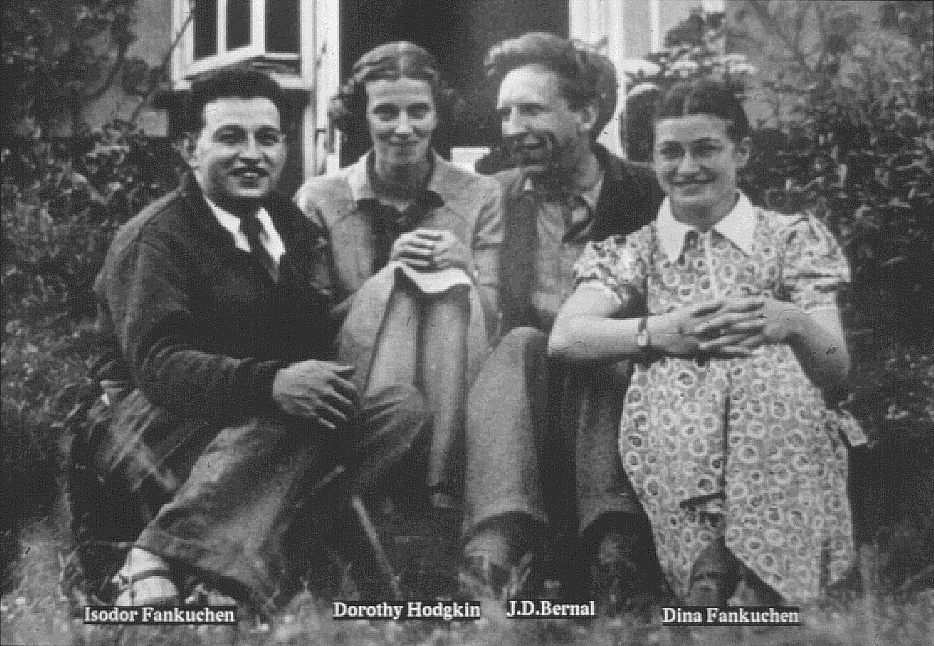 Isodor Fankuchen
Dorothy Hodgkin
J.D.Bernal
Dina Fankuchen